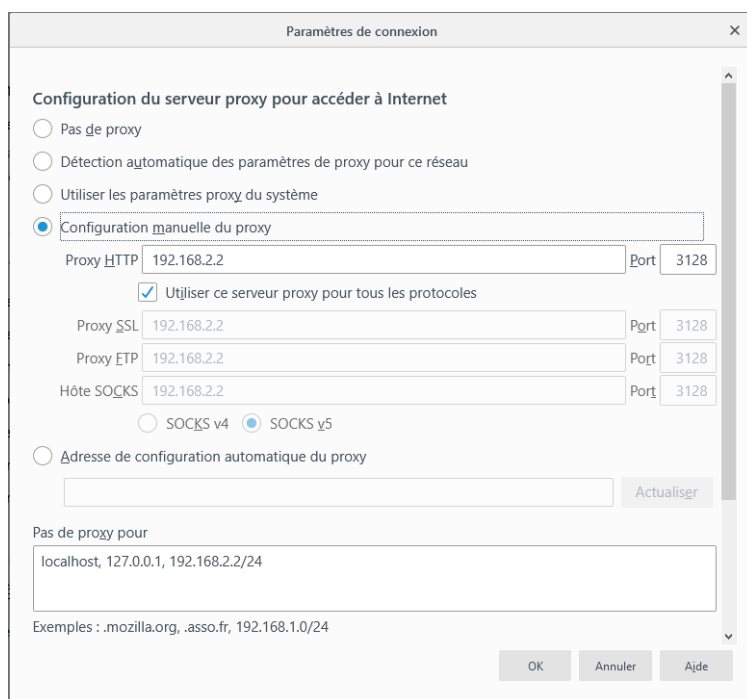 Paramètres de connexion
Configuration du serveur proxy pour accéder à Internet
Pas de proxy
Détection automatique des paramètres de proxy pour ce réseau
Utiliser les paramètres proxy du système
Configuration manuelle du proxy
Proxy HTTP 192.168.2.2 Port 3128
Utiliser ce serveur proxy pour tous les protocoles
Proxy SSL 192.168.2.2 Port 3128
Proxy FTP 192.168.2.2 Port 3128
Hôte SOCKS 192.168.2.2 Port 3128
SOCKS v4 SOCKS v5
Adresse de configuration automatique du proxy
Actualiser
Pas de proxy pour
localhost, 127.0.0.1, 192.168.2.2/24
Exemples : .mozilla.org, .asso.fr, 192.168.1.0/24
OK Annuler Aide